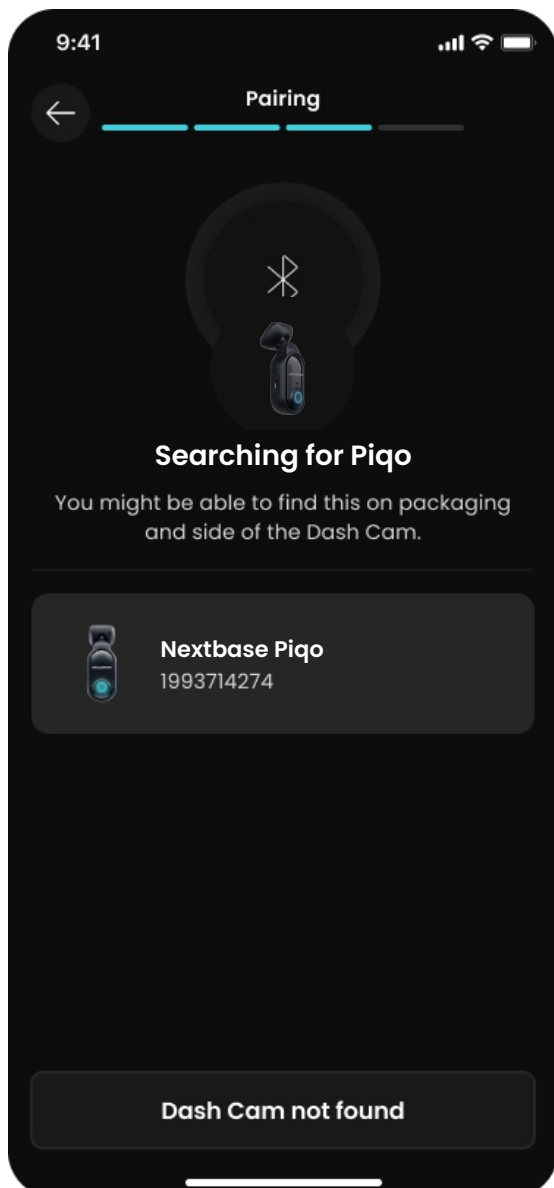 9:41
Pairing
Searching for Piqo
You might be able to find this on packaging
and side of the Dash Cam.
Nextbase Piqo
1993714274
Dash Cam not found